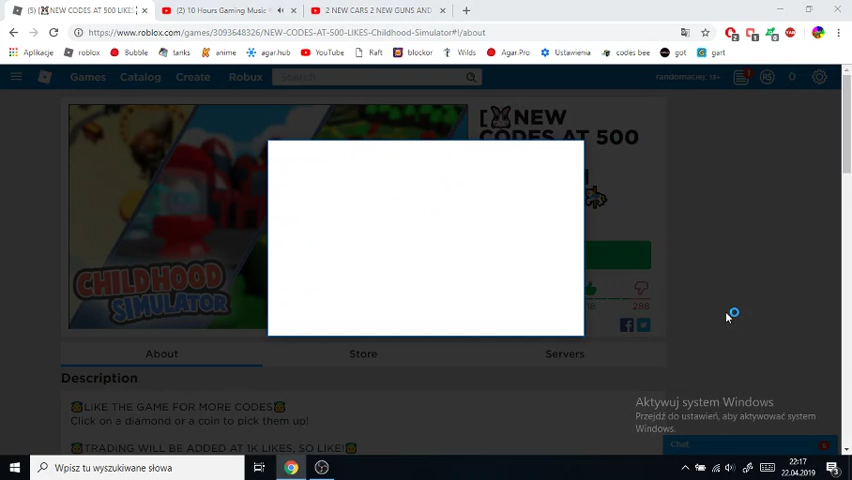 (5) [🐰NEW CODES AT 500 LIKES!
(2) 10 Hours Gaming Music
2 NEW CARS 2 NEW GUNS AND
https://www.roblox.com/games/3093648326/NEW-CODES-AT-500-LIKES-Childhood-Simulator#!/about
Aplikacje
roblox
Bubble
tanks
anime
agar.hub
YouTube
Raft
blockor
Wilds
Agar.Pro
Ustawienia
codes bee
got
gart
Games
Catalog
Create
Robux
Search
randomaciej: 13+
0
[🐰NEW
CODES AT 500
CHILDHOOD
SIMULATOR
288
About
Store
Servers
Description
LIKE THE GAME FOR MORE CODES
Click on a diamond or a coin to pick them up!
TRADING WILL BE ADDED AT 1K LIKES, SO LIKE!
Aktywuj system Windows
Przejdź do ustawień, aby aktywować system
Windows.
Chat
Wpisz tu wyszukiwane słowa
22:17
22.04.2019